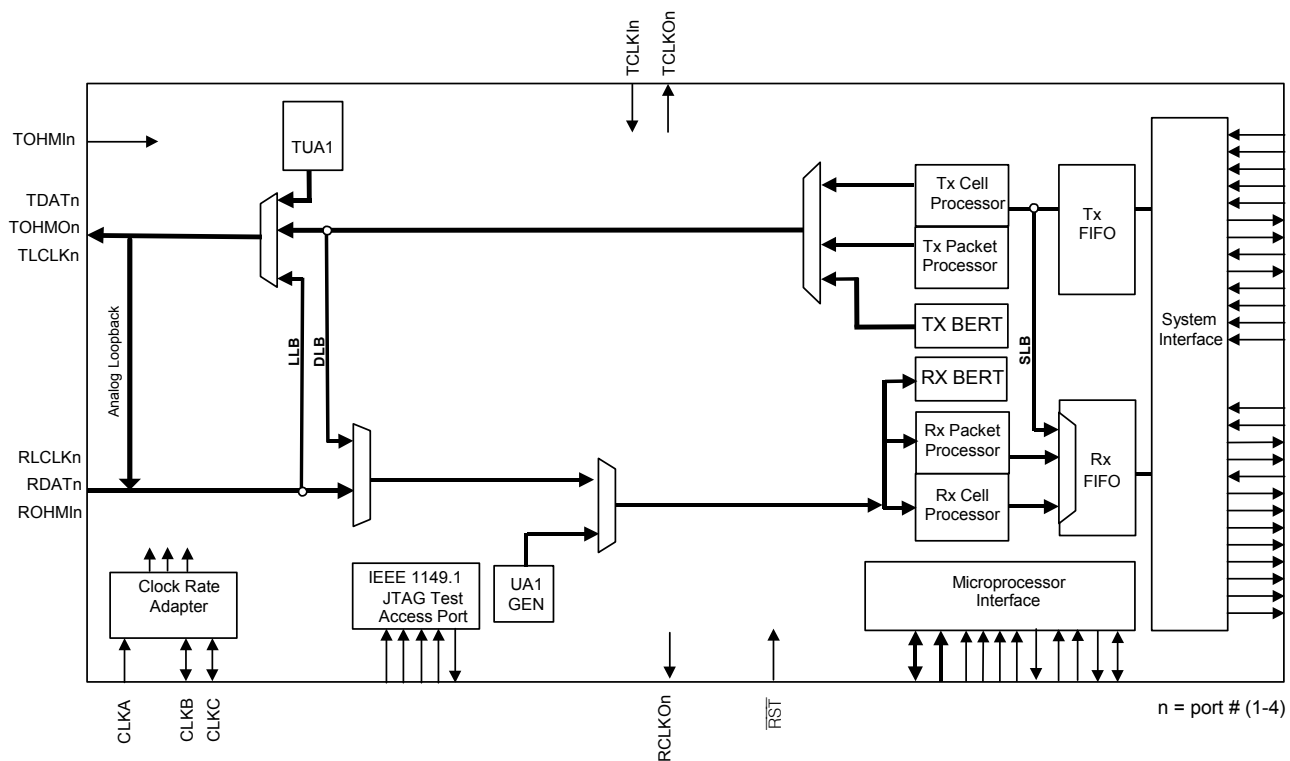 TCLKIn
TCLKOn
TOHMIn
TUA1
TDATn
TOHMOn
TLCLKn
Tx Cell
Processor
Tx Packet
Processor
Tx
FIFO
TX BERT
System
Interface
Analog Loopback
LLB
DLB
SLB
RX BERT
Rx Packet
Processor
Rx Cell
Processor
Rx
FIFO
RLCLKn
RDATn
ROHMIn
Clock Rate
Adapter
IEEE 1149.1
JTAG Test
Access Port
UA1
GEN
Microprocessor
Interface
CLKA
CLKB
CLKC
RCLKOn
RST
n = port # (1-4)